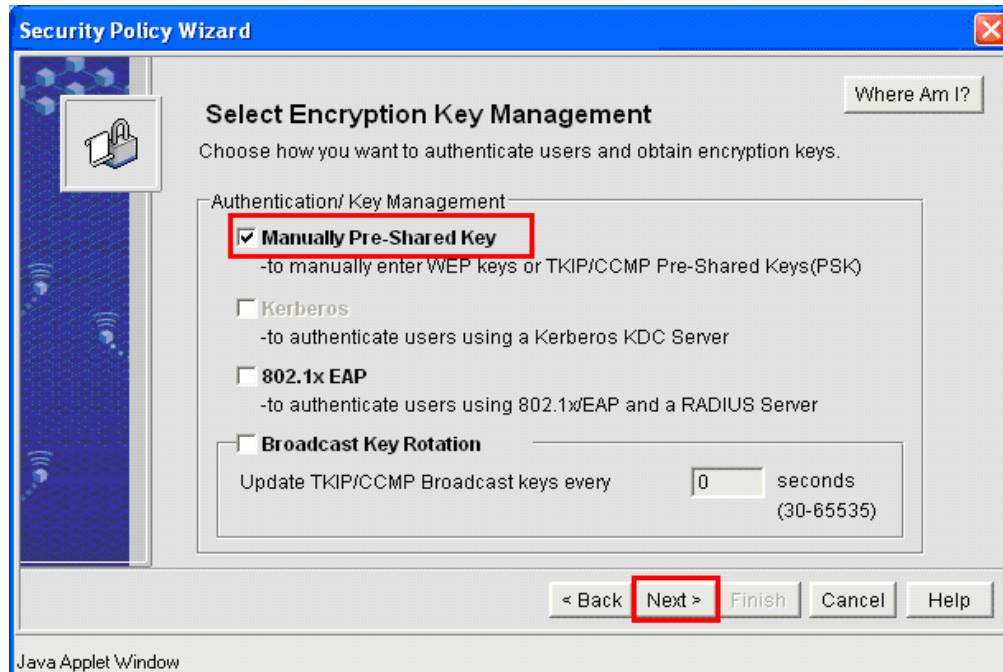 Security Policy Wizard
Where Am I?
Select Encryption Key Management
Choose how you want to authenticate users and obtain encryption keys.
Authentication/ Key Management
Manually Pre-Shared Key
-to manually enter WEP keys or TKIP/CCMP Pre-Shared Keys(PSK)
Kerberos
-to authenticate users using a Kerberos KDC Server
802.1x EAP
-to authenticate users using 802.1x/EAP and a RADIUS Server
Broadcast Key Rotation
Update TKIP/CCMP Broadcast keys every 0 seconds
(30-65535)
< Back Next > Finish Cancel Help
Java Applet Window